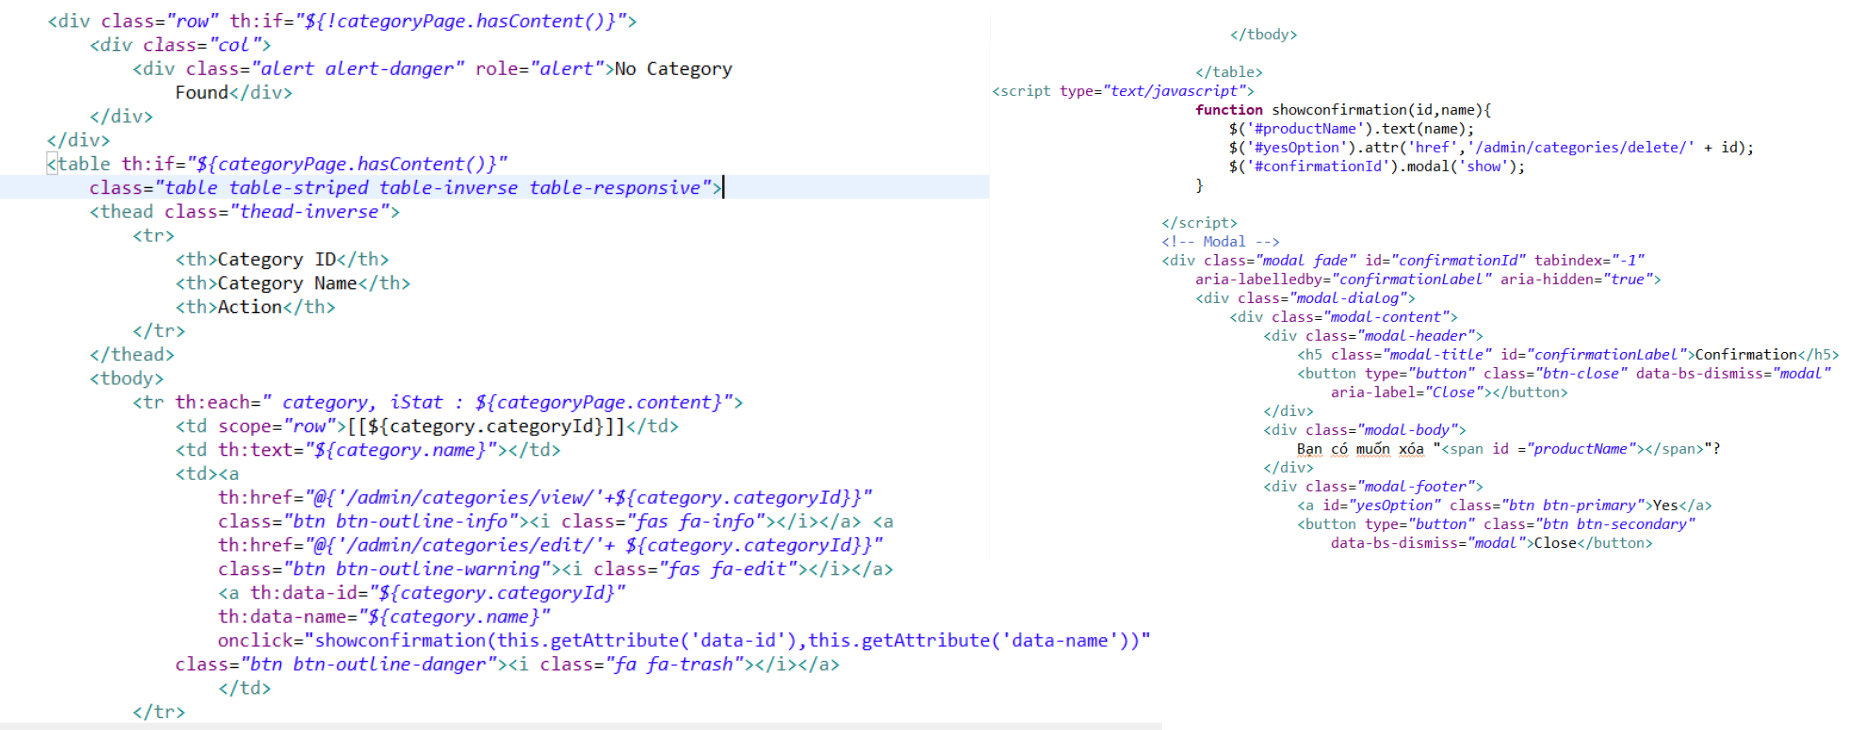 <div class="row" th:if="${!categoryPage.hasContent()}">
<div class="col">
<div class="alert alert-danger" role="alert">No Category
Found</div>
</div>
</div>
<table th:if="${categoryPage.hasContent()}"
class="table table-striped table-inverse table-responsive">
<thead class="thead-inverse">
<tr>
<th>Category ID</th>
<th>Category Name</th>
<th>Action</th>
</tr>
</thead>
<tbody>
<tr th:each=" category, iStat : ${categoryPage.content}">
<td scope="row">[[${category.categoryId}]]</td>
<td th:text="${category.name}"></td>
<td><a
th:href="@{'/admin/categories/view/'+${category.categoryId}}"
class="btn btn-outline-info"><i class="fas fa-info"></i></a> <a
th:href="@{'/admin/categories/edit/'+ ${category.categoryId}}"
class="btn btn-outline-warning"><i class="fas fa-edit"></i></a>
<a th:data-id="${category.categoryId}"
th:data-name="${category.name}"
onclick="showconfirmation(this.getAttribute('data-id'),this.getAttribute('data-name'))"
class="btn btn-outline-danger"><i class="fa fa-trash"></i></a>
</td>
</tr>
</tbody>
</table>
<script type="text/javascript">
function showconfirmation(id,name){
$('#productName').text(name);
$('#yesOption').attr('href','/admin/categories/delete/' + id);
$('#confirmationId').modal('show');
}
</script>
<!-- Modal -->
<div class="modal fade" id="confirmationId" tabindex="-1"
aria-labelledby="confirmationLabel" aria-hidden="true">
<div class="modal-dialog">
<div class="modal-content">
<div class="modal-header">
<h5 class="modal-title" id="confirmationLabel">Confirmation</h5>
<button type="button" class="btn-close" data-bs-dismiss="modal"
aria-label="Close"></button>
</div>
<div class="modal-body">
Bạn có muốn xóa "<span id ="productName"></span>"?
</div>
<div class="modal-footer">
<a id="yesOption" class="btn btn-primary">Yes</a>
<button type="button" class="btn btn-secondary"
data-bs-dismiss="modal">Close</button>